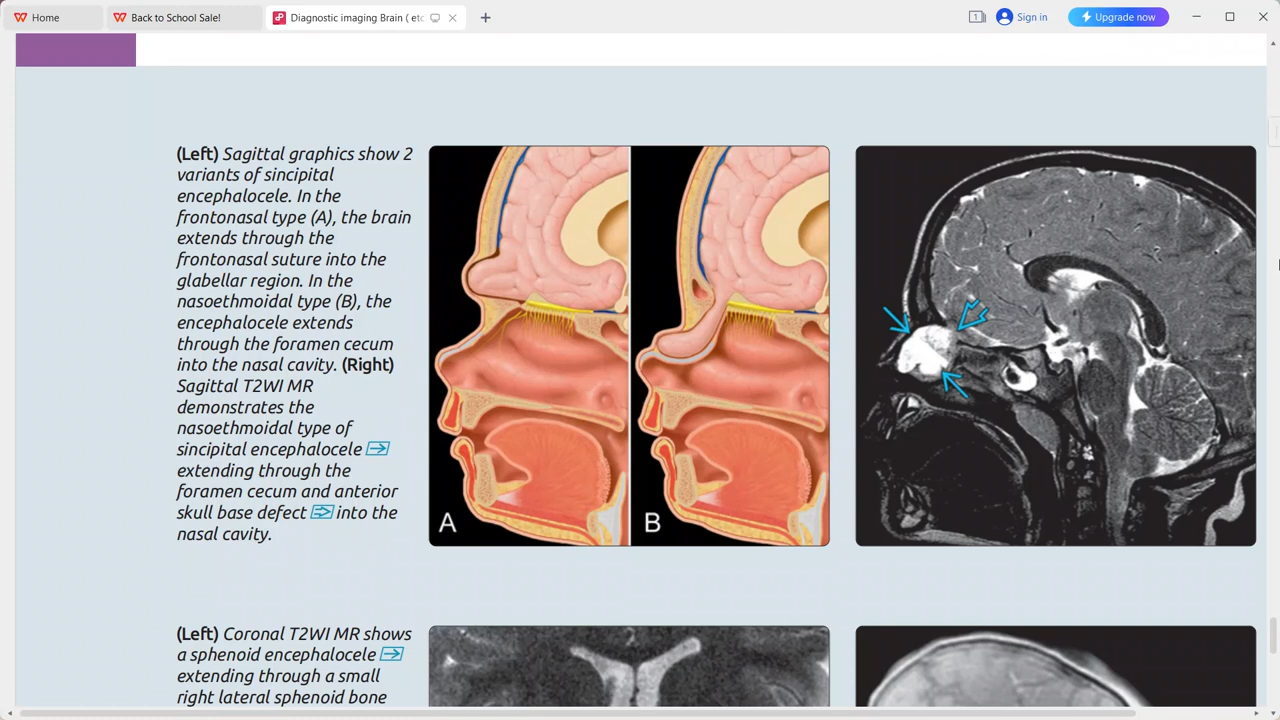 Home
Back to School Sale!
Diagnostic imaging Brain ( etc
1
Sign in
Upgrade now
(Left) Sagittal graphics show 2
variants of sincipital
encephalocele. In the
frontonasal type (A), the brain
extends through the
frontonasal suture into the
glabellar region. In the
nasoethmoidal type (B), the
encephalocele extends
through the foramen cecum
into the nasal cavity. (Right)
Sagittal T2WI MR
demonstrates the
nasoethmoidal type of
sincipital encephalocele
extending through the
foramen cecum and anterior
skull base defect into the
nasal cavity.
A
B
(Left) Coronal T2WI MR shows
a sphenoid encephalocele
extending through a small
right lateral sphenoid bone